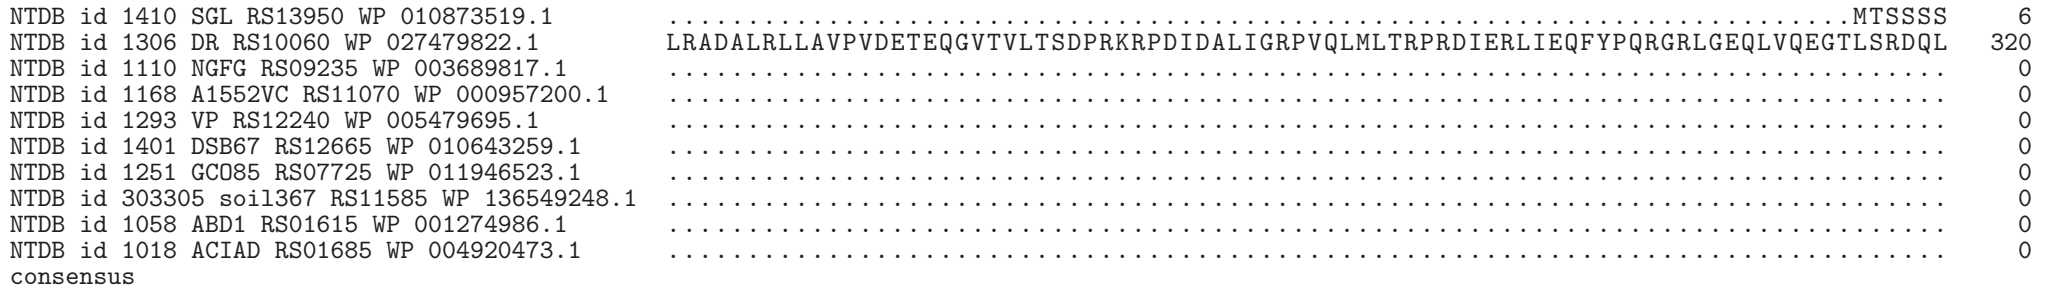 NTDB id 1410 SGL RS13950 WP 010873519.1 ..........................................................................MTSSSS 6
NTDB id 1306 DR RS10060 WP 027479822.1 LRADALRLLAVPVDETEQGVTVLTSDPRKRPDIDALIGRPVQLMLTRPRDIERLIEQFYPQRGRLGEQLVQEGTLSRDQL 320
NTDB id 1110 NGFG RS09235 WP 003689817.1 ................................................................................ 0
NTDB id 1168 A1552VC RS11070 WP 000957200.1 ................................................................................ 0
NTDB id 1293 VP RS12240 WP 005479695.1 ................................................................................ 0
NTDB id 1401 DSB67 RS12665 WP 010643259.1 ................................................................................ 0
NTDB id 1251 GCO85 RS07725 WP 011946523.1 ................................................................................ 0
NTDB id 303305 soil367 RS11585 WP 136549248.1 ................................................................................ 0
NTDB id 1058 ABD1 RS01615 WP 001274986.1 ................................................................................ 0
NTDB id 1018 ACIAD RS01685 WP 004920473.1 ................................................................................ 0
consensus